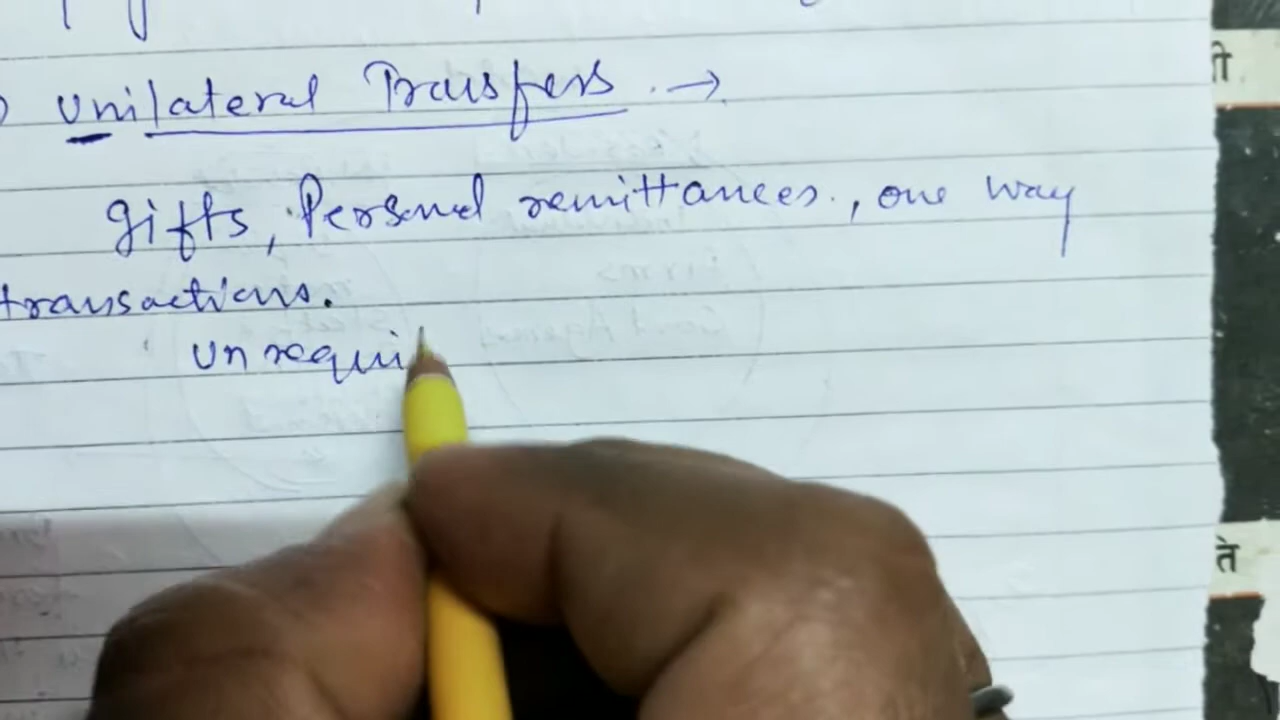 Unilateral Transfers →
gifts, Personal remittances., one way
transactions.
unrequi
ती
ते